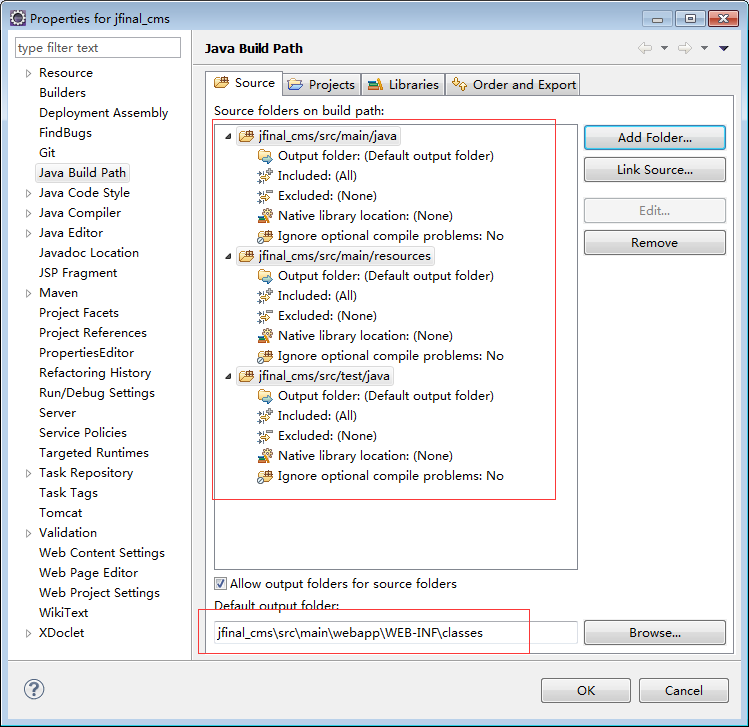 Properties for jfinal_cms
type filter text
Resource
Builders
Deployment Assembly
FindBugs
Git
Java Build Path
Java Code Style
Java Compiler
Java Editor
Javadoc Location
JSP Fragment
Maven
Project Facets
Project References
PropertiesEditor
Refactoring History
Run/Debug Settings
Server
Service Policies
Targeted Runtimes
Task Repository
Task Tags
Tomcat
Validation
Web Content Settings
Web Page Editor
Web Project Settings
WikiText
XDoclet
Java Build Path
Source Projects Libraries Order and Export
Source folders on build path:
jfinal_cms/src/main/java
Output folder: (Default output folder)
Included: (All)
Excluded: (None)
Native library location: (None)
Ignore optional compile problems: No
jfinal_cms/src/main/resources
Output folder: (Default output folder)
Included: (All)
Excluded: (None)
Native library location: (None)
Ignore optional compile problems: No
jfinal_cms/src/test/java
Output folder: (Default output folder)
Included: (All)
Excluded: (None)
Native library location: (None)
Ignore optional compile problems: No
Add Folder...
Link Source...
Edit...
Remove
Allow output folders for source folders
Default output folder:
jfinal_cms\src\main\webapp\WEB-INF\classes
Browse...
?
OK
Cancel